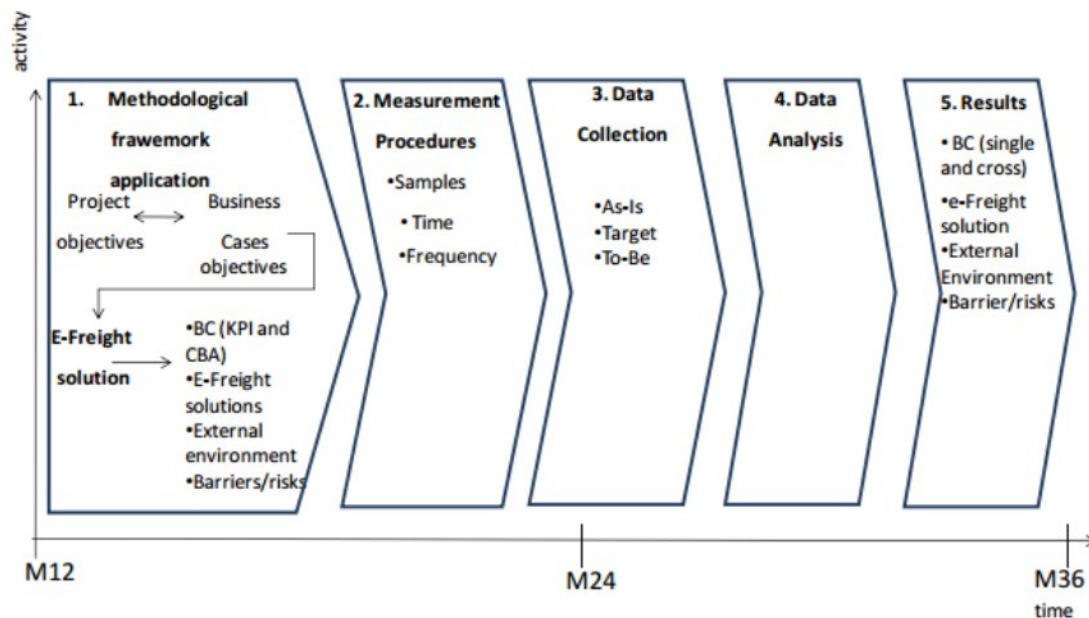 activity
1. Methodological
frawemork
application
Project
objectives
Business
Cases
objectives
E-Freight
solution
•BC (KPI and
CBA)
•E-Freight
solutions
•External
environment
•Barriers/risks
2. Measurement
Procedures
•Samples
•Time
•Frequency
3. Data
Collection
•As-Is
•Target
•To-Be
4. Data
Analysis
5. Results
•BC (single
and cross)
•e-Freight
solution
•External
Environment
•Barrier/risks
M12
M24
M36
time